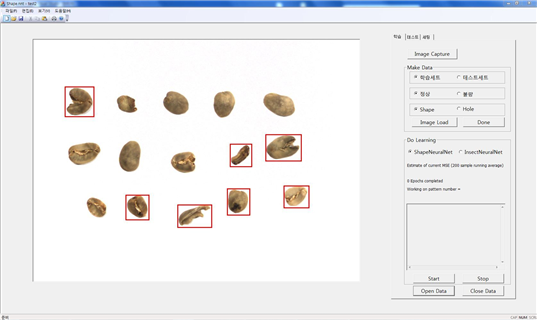 파일(F) 편집(E) 보기(V) 도움말(H)
학습 테스트 세팅
Image Capture
Make Data
학습세트 테스트세트
정상 불량
Shape Hole
Image Load Done
Do Learning
ShapeNeuralNet InsectNeuralNet
Estimate of current MSE (200 sample running average)
0 Epochs completed
Working on pattern number =
Start Stop
Open Data Close Data
준비 CAP NUM SCRL